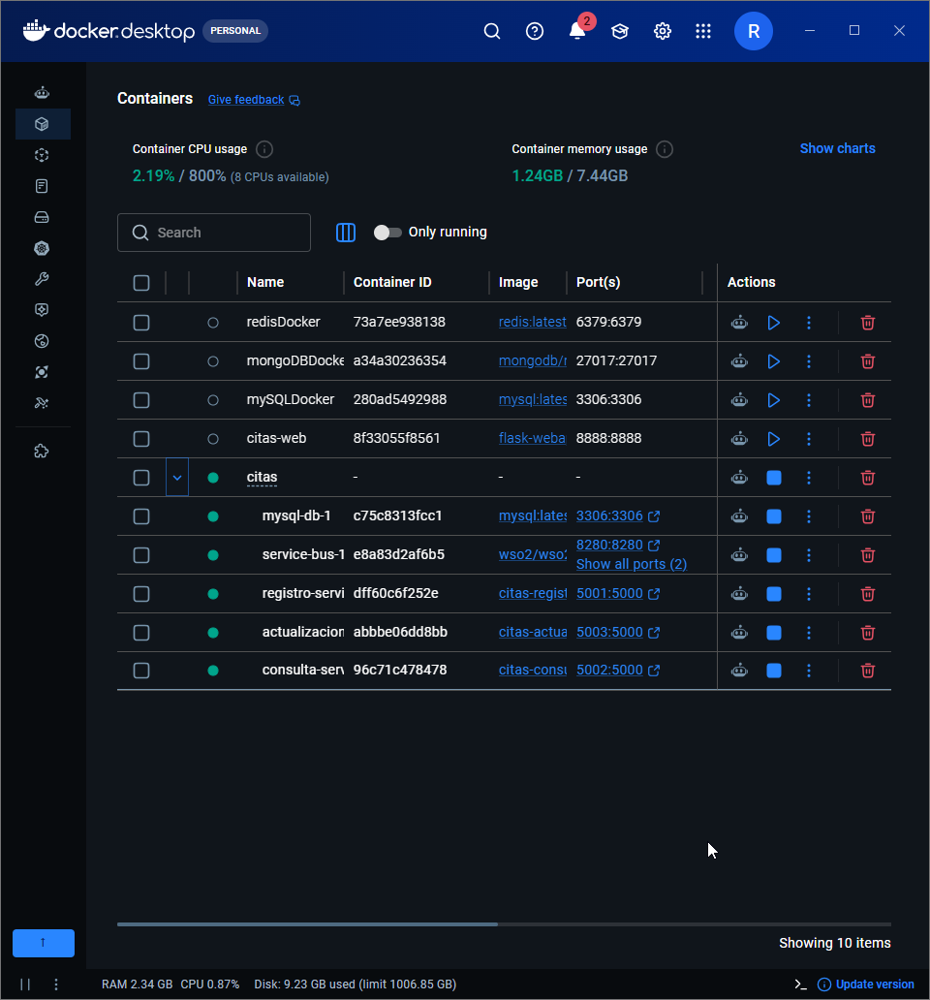 docker desktop PERSONAL 2 R
Containers Give feedback
Container CPU usage Container memory usage Show charts
2.19% / 800% (8 CPUs available) 1.24GB / 7.44GB
Search Only running
Name Container ID Image Port(s) Actions
redisDocker 73a7ee938138 redis:latest 6379:6379
mongoDBDocke a34a30236354 mongodb/ 27017:27017
mySQLDocker 280ad5492988 mysql:lates 3306:3306
citas-web 8f33055f8561 flask-weba 8888:8888
citas - - -
mysql-db-1 c75c8313fcc1 mysql:lates 3306:3306
service-bus-1 e8a83d2af6b5 wso2/wso2 8280:8280
Show all ports (2)
registro-servi dff60c6f252e citas-regist 5001:5000
actualizacion abbbe06dd8bb citas-actua 5003:5000
consulta-serv 96c71c478478 citas-consu 5002:5000
Showing 10 items
RAM 2.34 GB CPU 0.87% Disk: 9.23 GB used (limit 1006.85 GB) Update version